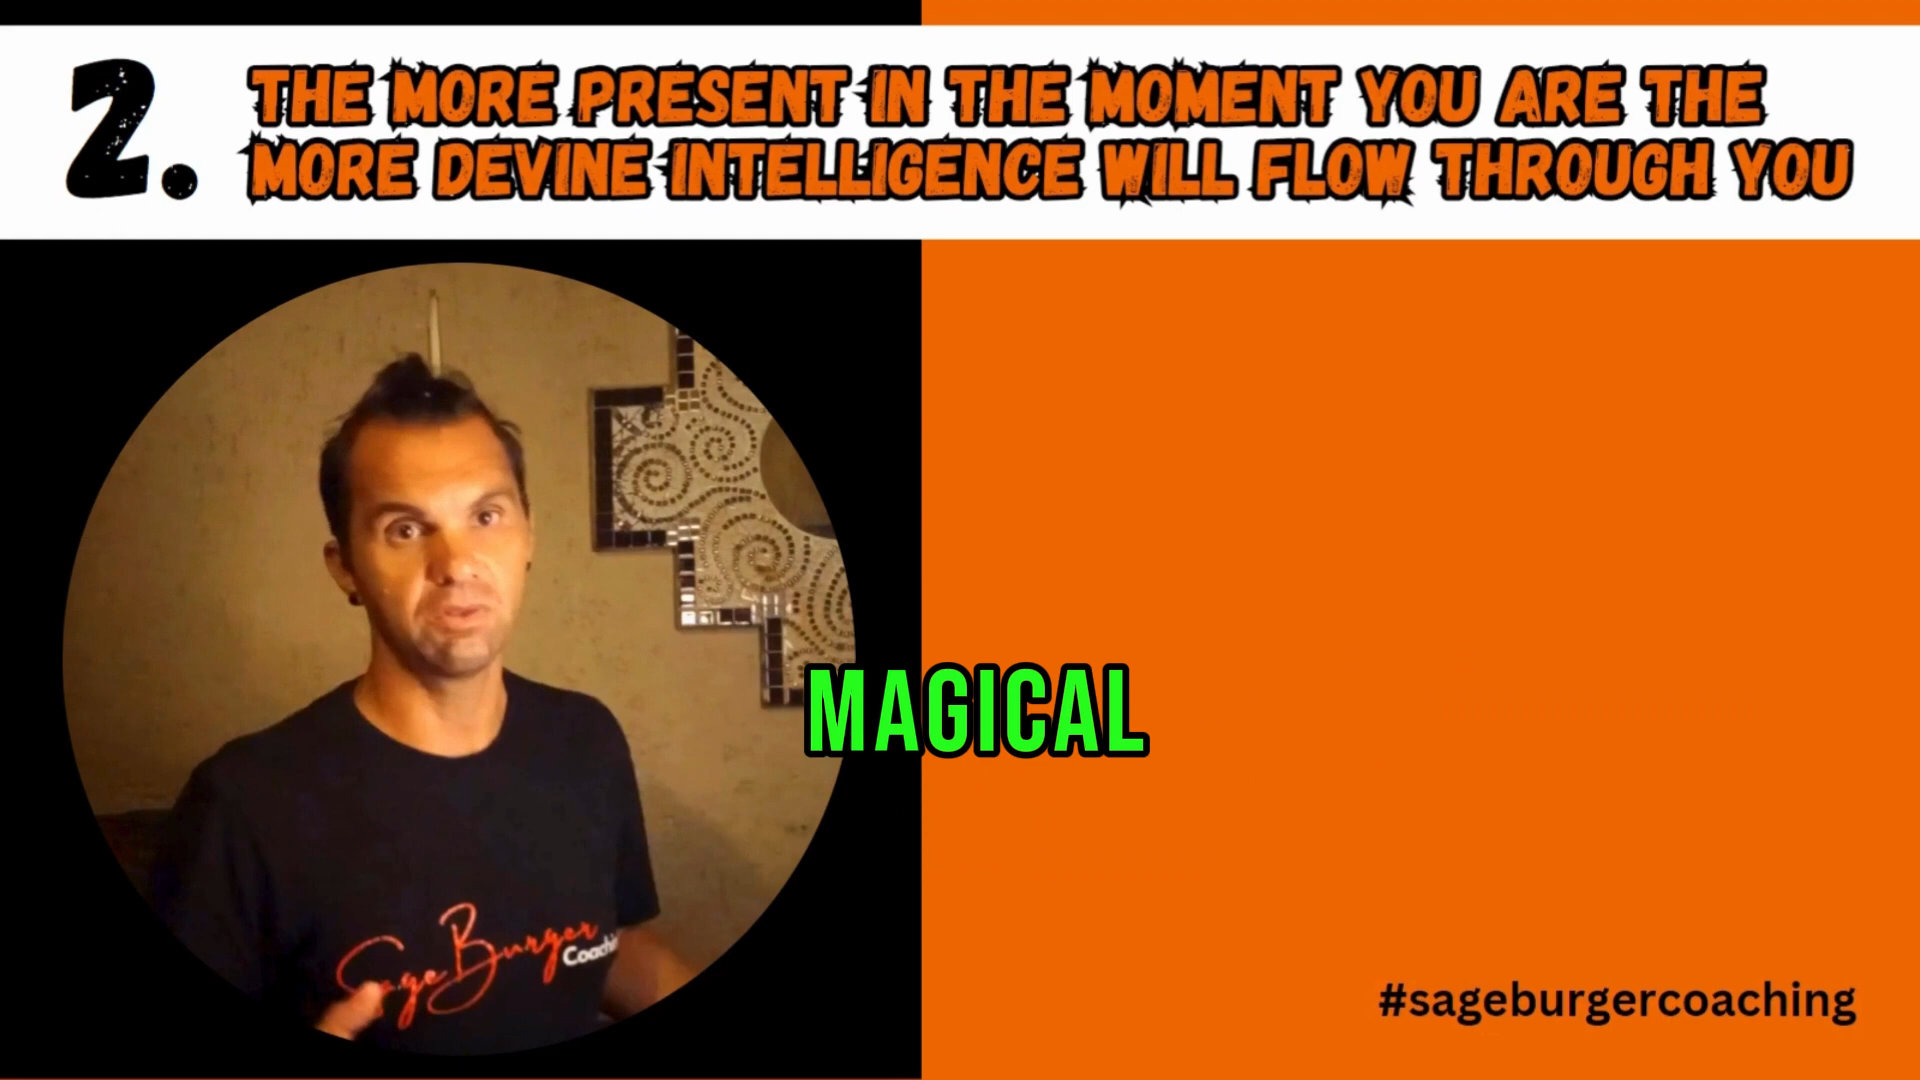 2.
THE MORE PRESENT IN THE MOMENT YOU ARE THE
MORE DEVINE INTELLIGENCE WILL FLOW THROUGH YOU
MAGICAL
Sage Burger
Coachin
#sageburgercoaching